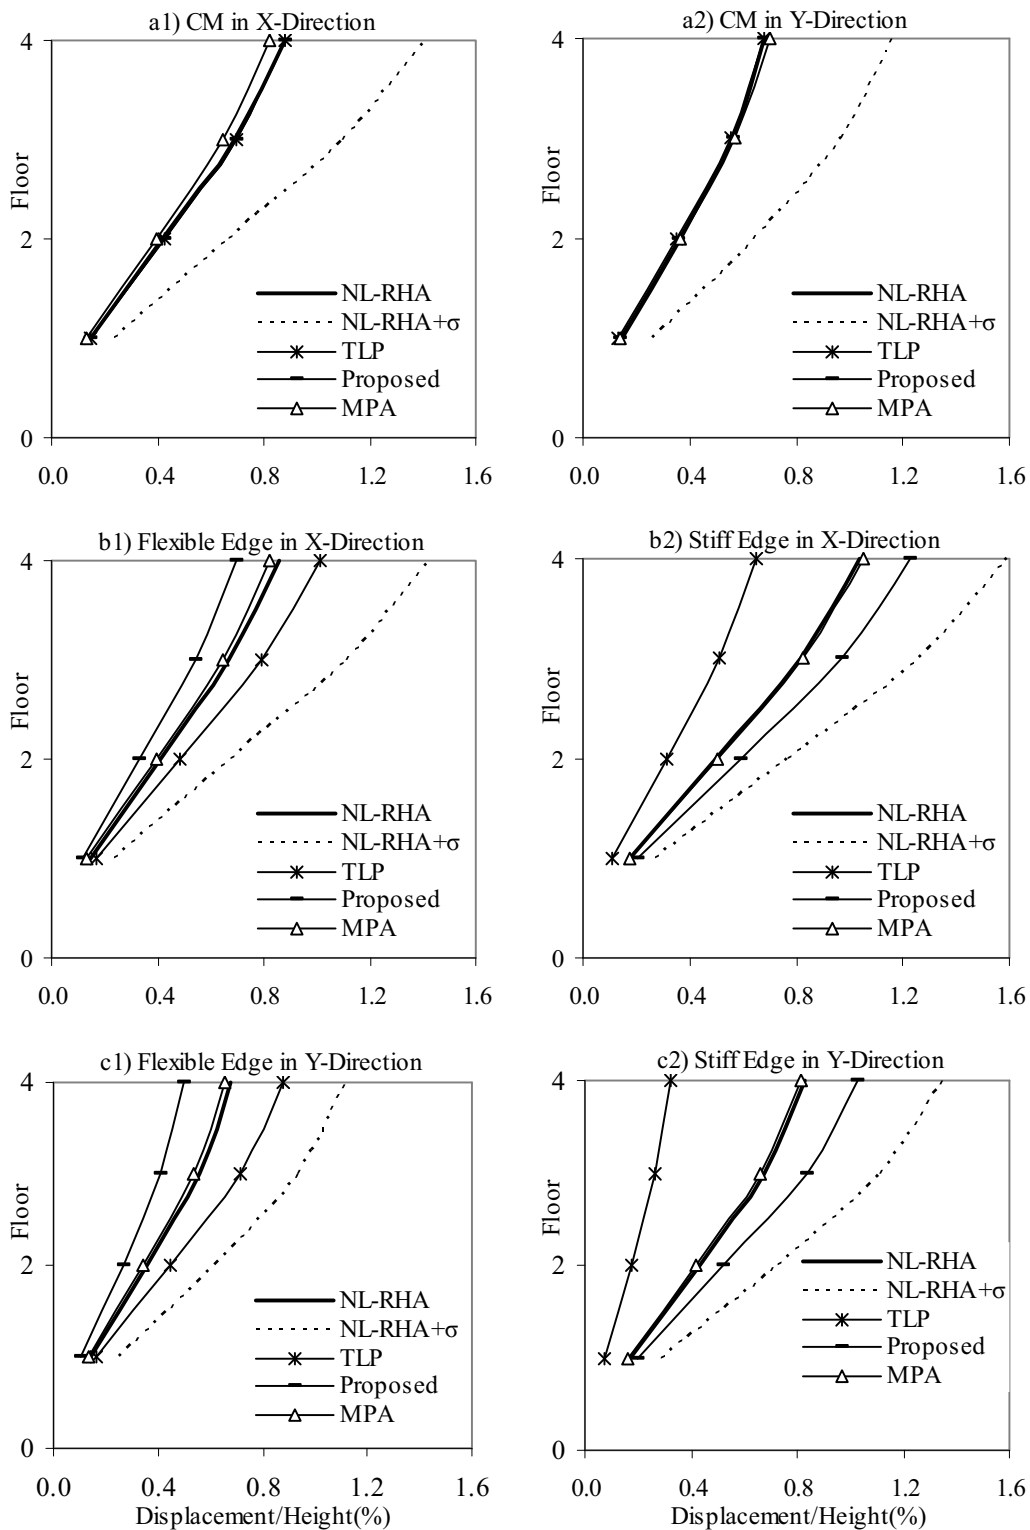 a1) CM in X-Direction
4
2
0
Floor
NL-RHA
NL-RHA+σ
TLP
Proposed
MPA
0.0 0.4 0.8 1.2 1.6
a2) CM in Y-Direction
4
2
0
Floor
NL-RHA
NL-RHA+σ
TLP
Proposed
MPA
0.0 0.4 0.8 1.2 1.6
b1) Flexible Edge in X-Direction
4
2
0
Floor
NL-RHA
NL-RHA+σ
TLP
Proposed
MPA
0.0 0.4 0.8 1.2 1.6
b2) Stiff Edge in X-Direction
4
2
0
Floor
NL-RHA
NL-RHA+σ
TLP
Proposed
MPA
0.0 0.4 0.8 1.2 1.6
c1) Flexible Edge in Y-Direction
4
2
0
Floor
NL-RHA
NL-RHA+σ
TLP
Proposed
MPA
0.0 0.4 0.8 1.2 1.6
Displacement/Height(%)
c2) Stiff Edge in Y-Direction
4
2
0
Floor
NL-RHA
NL-RHA+σ
TLP
Proposed
MPA
0.0 0.4 0.8 1.2 1.6
Displacement/Height(%)